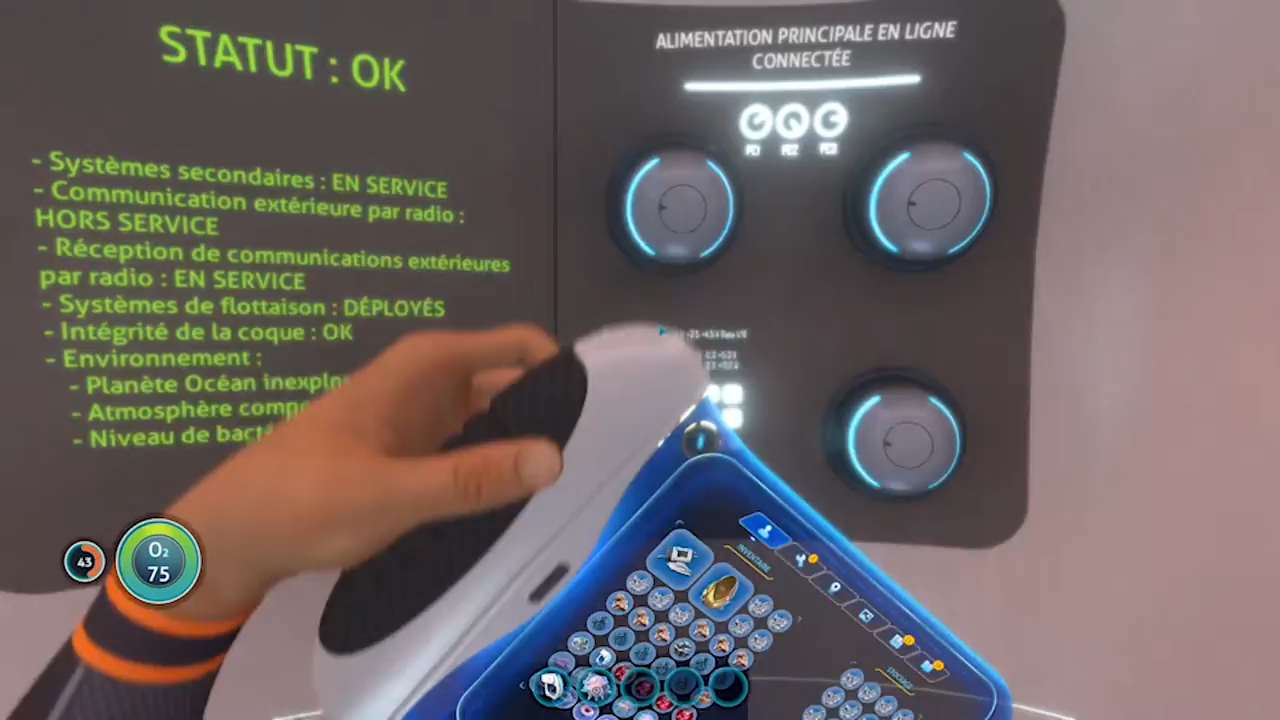 STATUT : OK
- Systèmes secondaires : EN SERVICE
- Communication extérieure par radio :
HORS SERVICE
- Réception de communications extérieures
par radio : EN SERVICE
- Systèmes de flottaison : DÉPLOYÉS
- Intégrité de la coque : OK
- Environnement :
- Planète Océan
- Atmosphère
- Niveau de
ALIMENTATION PRINCIPALE EN LIGNE
CONNECTÉE
INVENTAIRE
43
O₂
75